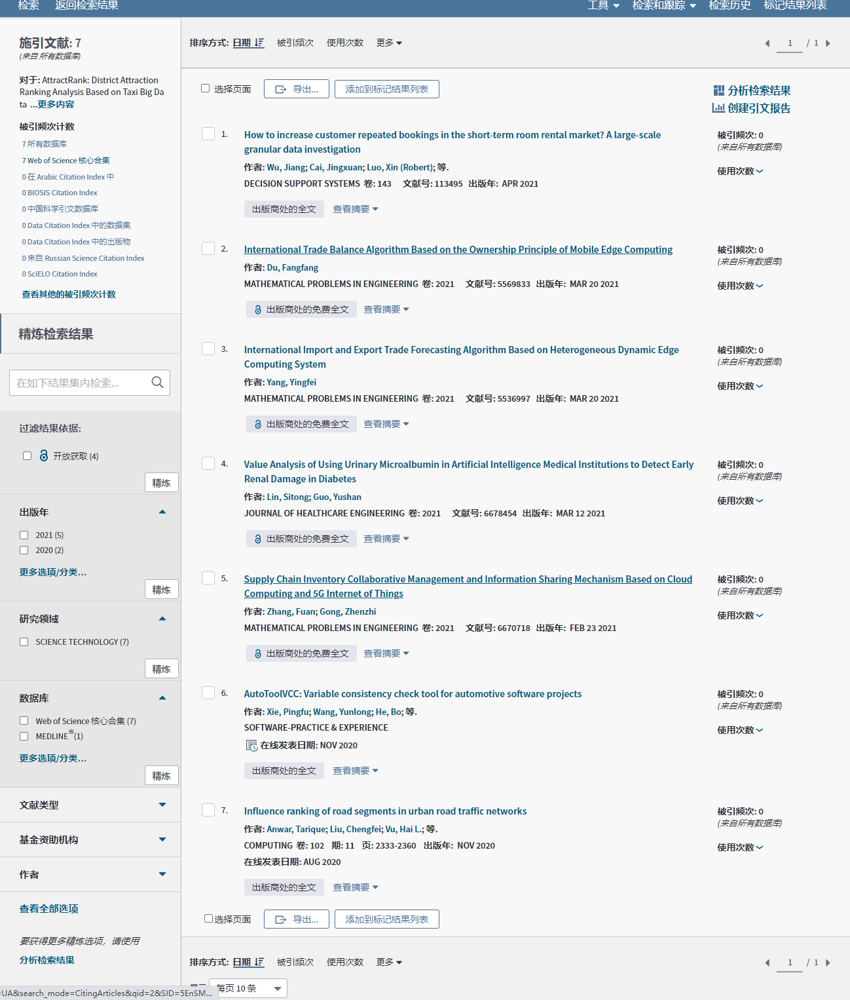 检索 返回检索结果 工具 检索和跟踪 检索历史 标记结果列表
施引文献: 7
(来自 所有数据库)
对于: AttractRank: District Attraction
Ranking Analysis Based on Taxi Big Da
ta ...更多内容
被引频次计数
7 所有数据库
7 Web of Science 核心合集
0 在 Arabic Citation Index 中
0 BIOSIS Citation Index
0 中国科学引文数据库
0 Data Citation Index 中的数据集
0 Data Citation Index 中的出版物
0 来自 Russian Science Citation Index
0 SciELO Citation Index
查看其他的被引频次计数
精炼检索结果
在如下结果集内检索...
过滤结果依据:
开放获取 (4)
精炼
出版年
2021 (5)
2020 (2)
更多选项/分类...
精炼
研究领域
SCIENCE TECHNOLOGY (7)
精炼
数据库
Web of Science 核心合集 (7)
MEDLINE®(1)
更多选项/分类...
精炼
文献类型
基金资助机构
作者
查看全部选项
要获得更多精炼选项，请使用
分析检索结果
=UA&search_mode=CitingArticles&qid=2&SID=5EnSM...
排序方式: 日期 被引频次 使用次数 更多 1 / 1
选择页面 导出... 添加到标记结果列表
分析检索结果
创建引文报告
1. How to increase customer repeated bookings in the short-term room rental market? A large-scale
granular data investigation
作者: Wu, Jiang; Cai, Jingxuan; Luo, Xin (Robert); 等.
DECISION SUPPORT SYSTEMS 卷: 143 文献号: 113495 出版年: APR 2021
出版商处的全文 查看摘要
被引频次: 0
(来自所有数据库)
使用次数
2. International Trade Balance Algorithm Based on the Ownership Principle of Mobile Edge Computing
作者: Du, Fangfang
MATHEMATICAL PROBLEMS IN ENGINEERING 卷: 2021 文献号: 5569833 出版年: MAR 20 2021
出版商处的免费全文 查看摘要
被引频次: 0
(来自所有数据库)
使用次数
3. International Import and Export Trade Forecasting Algorithm Based on Heterogeneous Dynamic Edge
Computing System
作者: Yang, Yingfei
MATHEMATICAL PROBLEMS IN ENGINEERING 卷: 2021 文献号: 5536997 出版年: MAR 20 2021
出版商处的免费全文 查看摘要
被引频次: 0
(来自所有数据库)
使用次数
4. Value Analysis of Using Urinary Microalbumin in Artificial Intelligence Medical Institutions to Detect Early
Renal Damage in Diabetes
作者: Lin, Sitong; Guo, Yushan
JOURNAL OF HEALTHCARE ENGINEERING 卷: 2021 文献号: 6678454 出版年: MAR 12 2021
出版商处的免费全文 查看摘要
被引频次: 0
(来自所有数据库)
使用次数
5. Supply Chain Inventory Collaborative Management and Information Sharing Mechanism Based on Cloud
Computing and 5G Internet of Things
作者: Zhang, Fuan; Gong, Zhenzhi
MATHEMATICAL PROBLEMS IN ENGINEERING 卷: 2021 文献号: 6670718 出版年: FEB 23 2021
出版商处的免费全文 查看摘要
被引频次: 0
(来自所有数据库)
使用次数
6. AutoToolVCC: Variable consistency check tool for automotive software projects
作者: Xie, Pingfu; Wang, Yunlong; He, Bo; 等.
SOFTWARE-PRACTICE & EXPERIENCE
在线发表日期: NOV 2020
出版商处的全文 查看摘要
被引频次: 0
(来自所有数据库)
使用次数
7. Influence ranking of road segments in urban road traffic networks
作者: Anwar, Tarique; Liu, Chengfei; Vu, Hai L.; 等.
COMPUTING 卷: 102 期: 11 页: 2333-2360 出版年: NOV 2020
在线发表日期: AUG 2020
出版商处的全文 查看摘要
被引频次: 0
(来自所有数据库)
使用次数
选择页面 导出... 添加到标记结果列表
排序方式: 日期 被引频次 使用次数 更多 1 / 1
每页 10 条